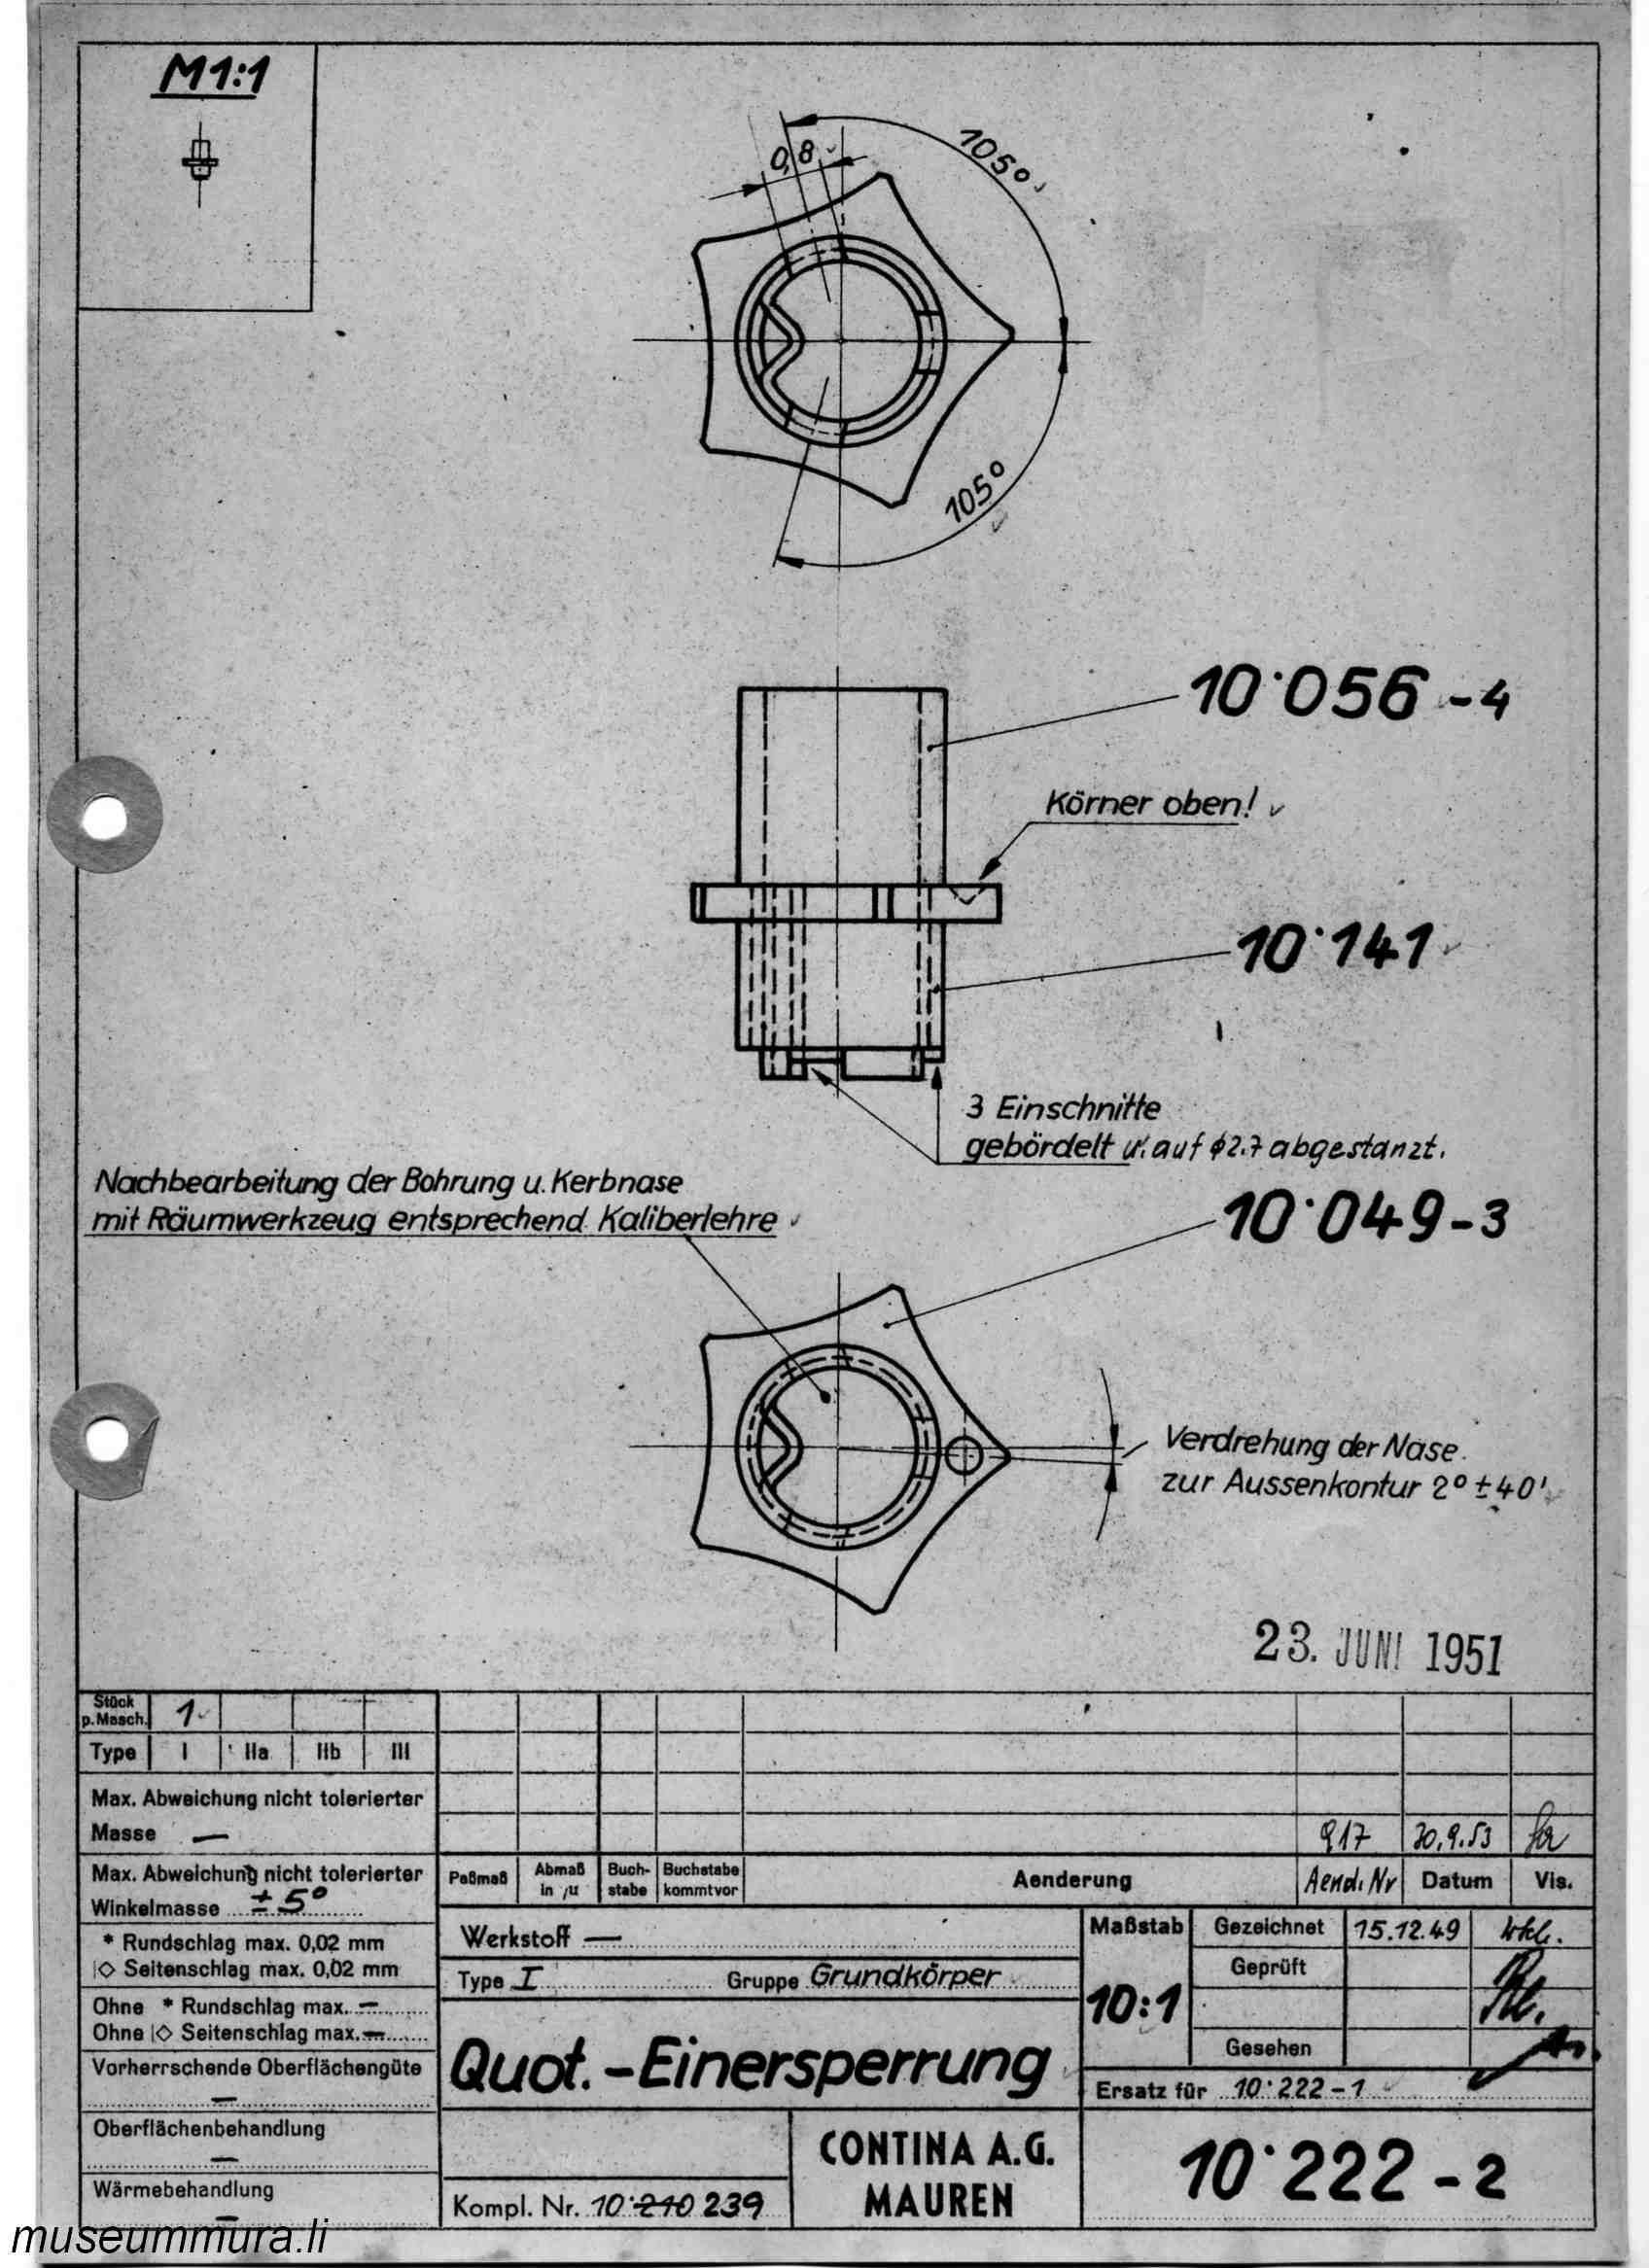 M1:1
0,8
105°
105°
10·056-4
Körner oben!
10·141
3 Einschnitte
gebördelt u. auf ⌀2.7 abgestanzt.
Nachbearbeitung der Bohrung u. Kerbnase
mit Räumwerkzeug entsprechend Kaliberlehre
10·049-3
Verdrehung der Nase
zur Aussenkontur 2° ± 40'
23. JUNI 1951
Stück
p. Masch. 1
Type I IIa IIb III
Max. Abweichung nicht tolerierter
Masse —
Max. Abweichung nicht tolerierter
Winkelmasse ± 5°
* Rundschlag max. 0,02 mm
|◇ Seitenschlag max. 0,02 mm
Ohne * Rundschlag max. —
Ohne |◇ Seitenschlag max. —
Vorherrschende Oberflächengüte
—
Oberflächenbehandlung
—
Wärmebehandlung
—
917 30.9.53
Paßmaß Abmaß in µ Buchstabe Buchstabe kommt vor Aenderung Aend. Nr Datum Vis.
Werkstoff —
Type I Gruppe Grundkörper
Quot.-Einersperrung
Kompl. Nr. 10·210 239
CONTINA A.G.
MAUREN
Maßstab
10:1
Gezeichnet 15.12.49
Geprüft
Gesehen
Ersatz für 10·222-1
10·222-2
museummura.li